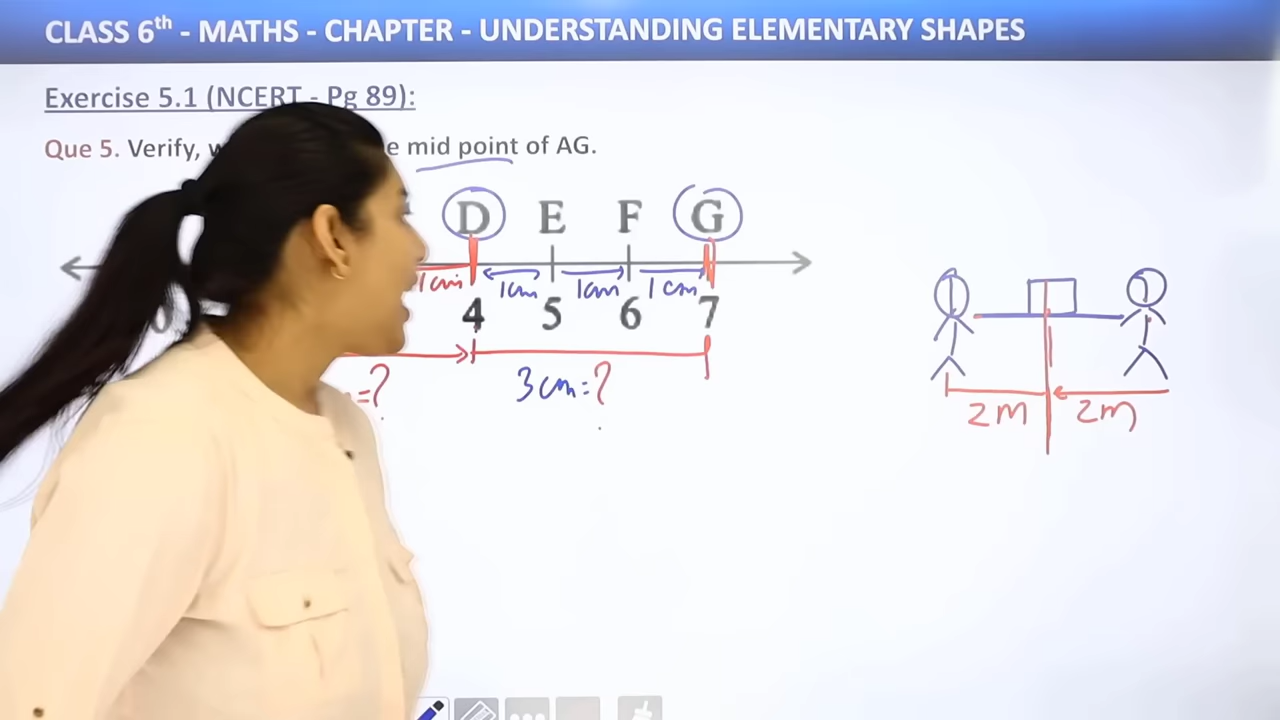 CLASS 6th - MATHS - CHAPTER - UNDERSTANDING ELEMENTARY SHAPES
Exercise 5.1 (NCERT - Pg 89):
Que 5. Verify, mid point of AG.
D E F G
1cm 1cm 1cm 1cm
4 5 6 7
=? 3cm=?
2m 2m